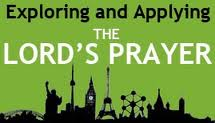 Exploring and Applying
THE
LORD'S PRAYER